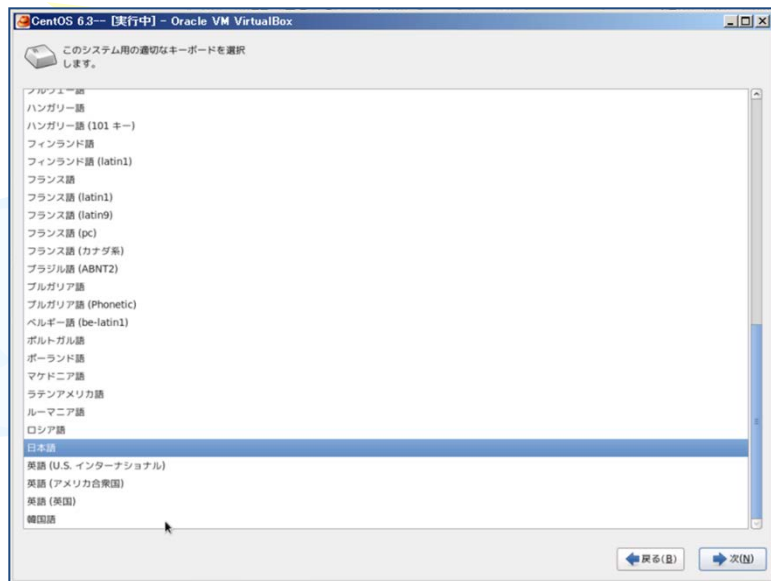 CentOS 6.3-- [実行中] - Oracle VM VirtualBox
このシステム用の適切なキーボードを選択
します。
ノルウェー語
ハンガリー語
ハンガリー語 (101 キー)
フィンランド語
フィンランド語 (latin1)
フランス語
フランス語 (latin1)
フランス語 (latin9)
フランス語 (pc)
フランス語 (カナダ系)
ブラジル語 (ABNT2)
ブルガリア語
ブルガリア語 (Phonetic)
ベルギー語 (be-latin1)
ポルトガル語
ポーランド語
マケドニア語
ラテンアメリカ語
ルーマニア語
ロシア語
日本語
英語 (U.S. インターナショナル)
英語 (アメリカ合衆国)
英語 (英国)
韓国語
戻る(B)
次(N)